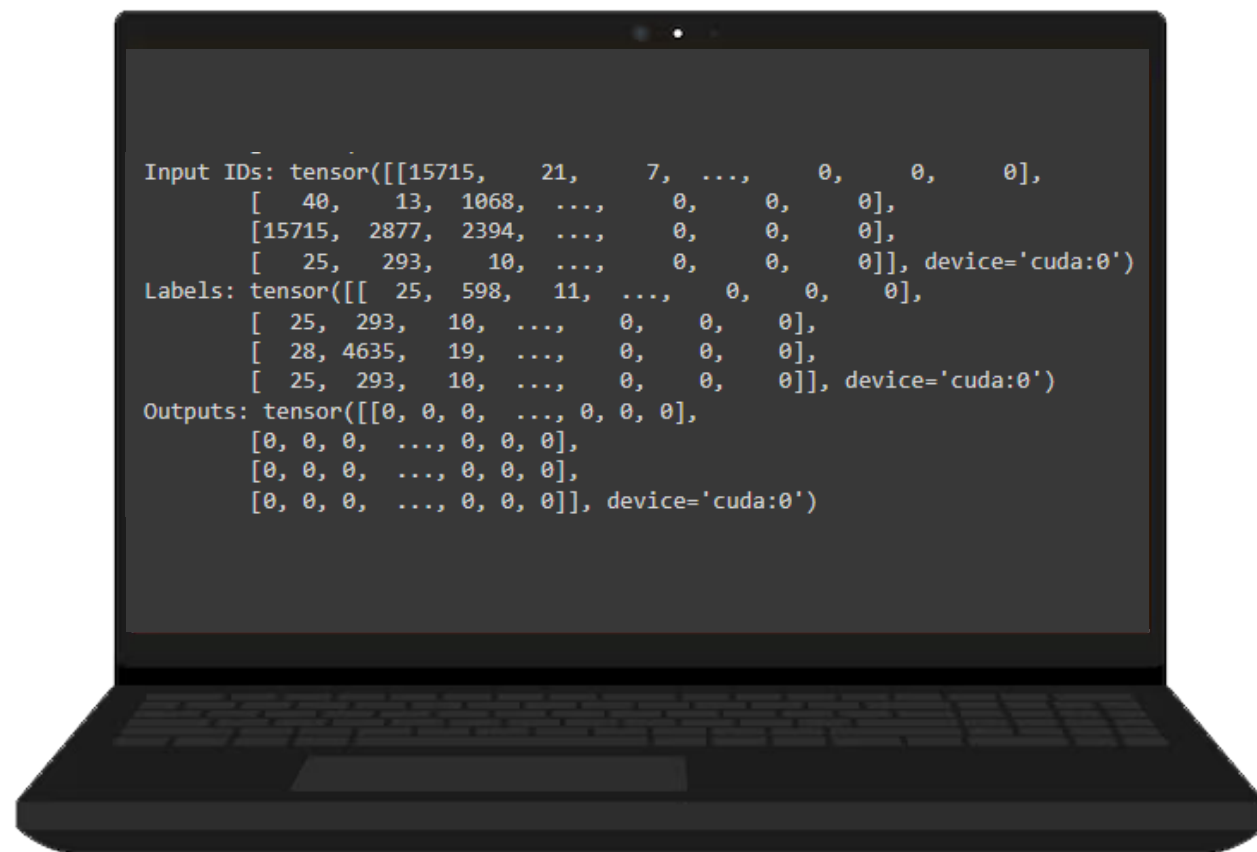 Input IDs: tensor([[15715,    21,     7,  ...,     0,     0,     0],
        [   40,    13,  1068,  ...,     0,     0,     0],
        [15715,  2877,  2394,  ...,     0,     0,     0],
        [   25,   293,    10,  ...,     0,     0,     0]], device='cuda:0')
Labels: tensor([[  25,  598,   11,  ...,    0,    0,    0],
        [  25,  293,   10,  ...,    0,    0,    0],
        [  28, 4635,   19,  ...,    0,    0,    0],
        [  25,  293,   10,  ...,    0,    0,    0]], device='cuda:0')
Outputs: tensor([[0, 0, 0,  ..., 0, 0, 0],
        [0, 0, 0,  ..., 0, 0, 0],
        [0, 0, 0,  ..., 0, 0, 0],
        [0, 0, 0,  ..., 0, 0, 0]], device='cuda:0')